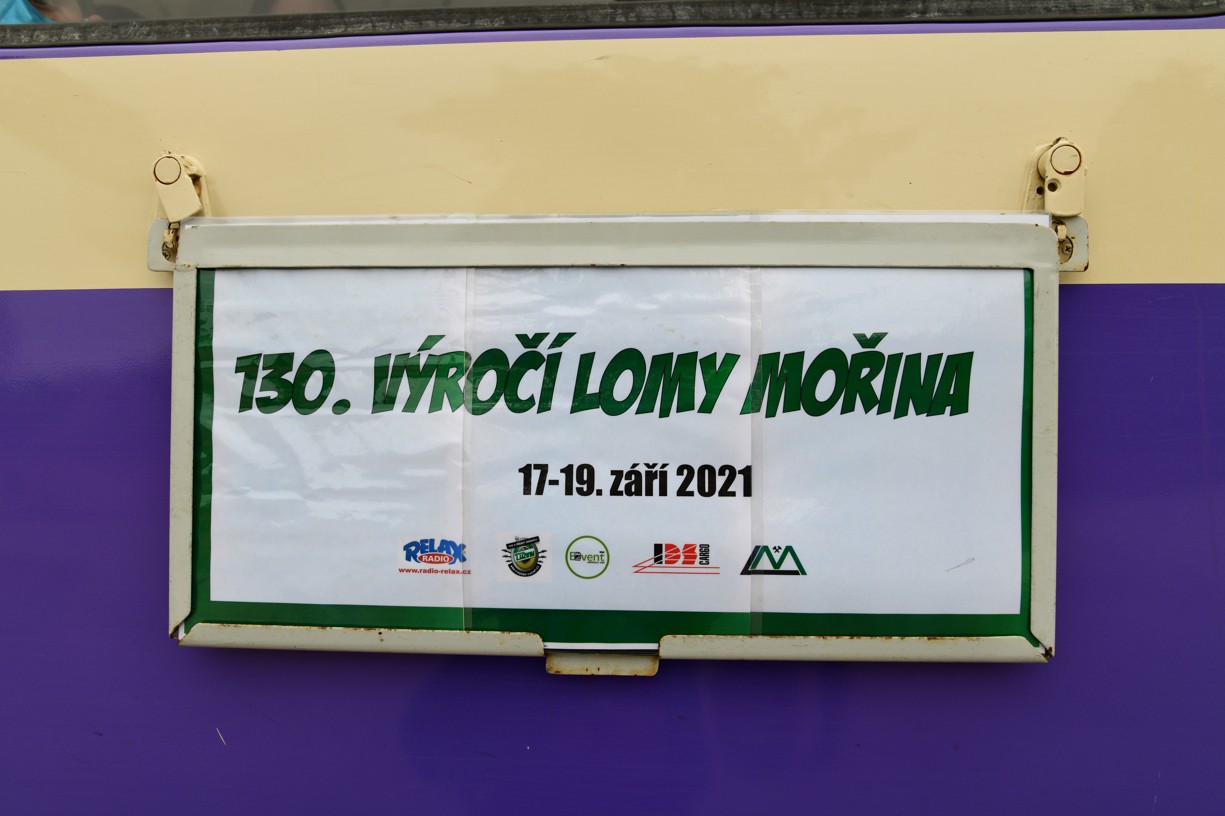 130. VÝROČÍ LOMY MOŘINA
17-19. září 2021
RELAX
RADIO
www.radio-relax.cz
IDS CARGO